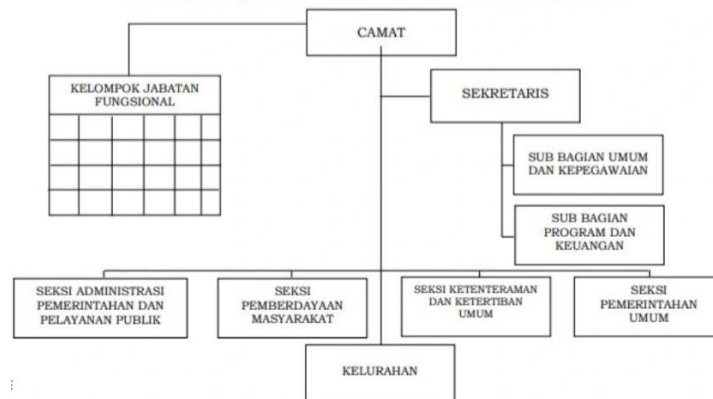 CAMAT
KELOMPOK JABATAN
FUNGSIONAL
SEKRETARIS
SUB BAGIAN UMUM
DAN KEPEGAWAIAN
SUB BAGIAN
PROGRAM DAN
KEUANGAN
SEKSI ADMINISTRASI
PEMERINTAHAN DAN
PELAYANAN PUBLIK
SEKSI
PEMBERDAYAAN
MASYARAKAT
SEKSI KETENTERAMAN
DAN KETERTIBAN
UMUM
SEKSI
PEMERINTAHAN
UMUM
KELURAHAN